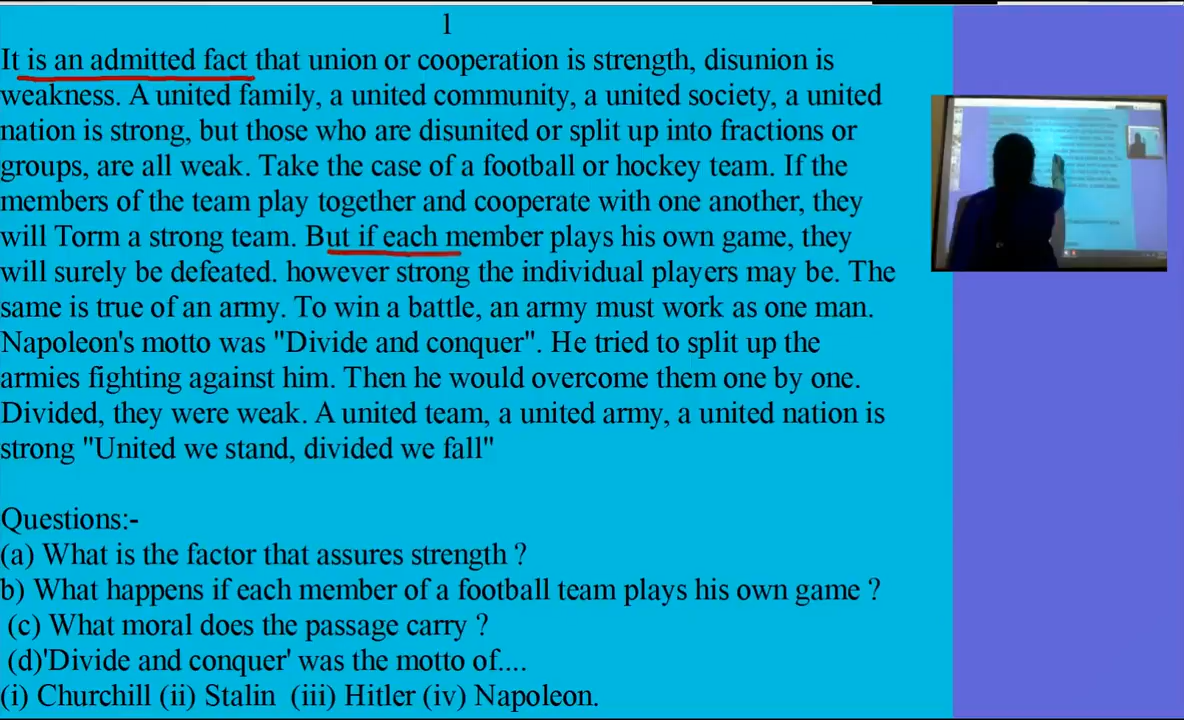 1
It is an admitted fact that union or cooperation is strength, disunion is
weakness. A united family, a united community, a united society, a united
nation is strong, but those who are disunited or split up into fractions or
groups, are all weak. Take the case of a football or hockey team. If the
members of the team play together and cooperate with one another, they
will Torm a strong team. But if each member plays his own game, they
will surely be defeated. however strong the individual players may be. The
same is true of an army. To win a battle, an army must work as one man.
Napoleon's motto was "Divide and conquer". He tried to split up the
armies fighting against him. Then he would overcome them one by one.
Divided, they were weak. A united team, a united army, a united nation is
strong "United we stand, divided we fall"
Questions:-
(a) What is the factor that assures strength ?
b) What happens if each member of a football team plays his own game ?
(c) What moral does the passage carry ?
(d)'Divide and conquer' was the motto of....
(i) Churchill (ii) Stalin (iii) Hitler (iv) Napoleon.